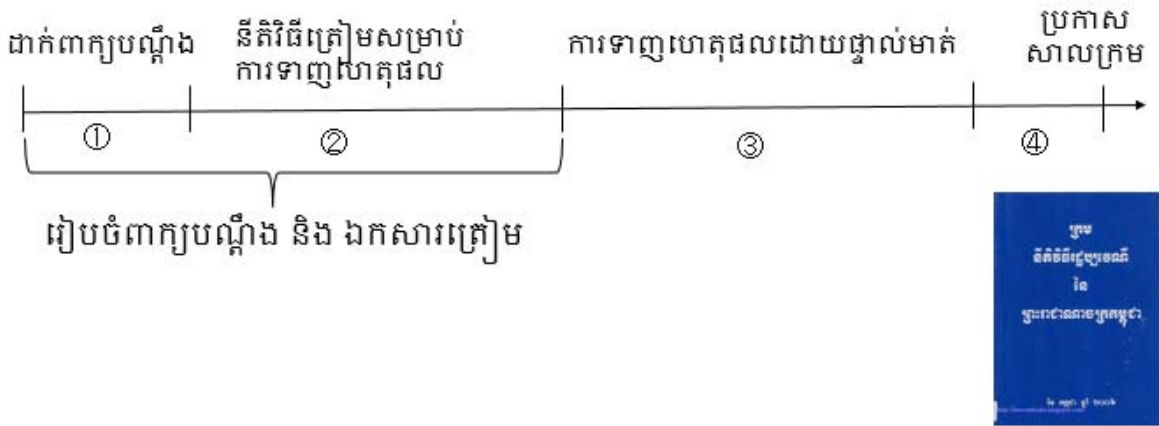 ដាក់ពាក្យបណ្តឹង
នីតិវិធីត្រៀមសម្រាប់
ការទាញហេតុផល
ការទាញហេតុផលដោយផ្ទាល់មាត់
ប្រកាស
សាលក្រម
① ② ③ ④
រៀបចំពាក្យបណ្តឹង និង ឯកសារត្រៀម
ក្រម
នីតិវិធីរដ្ឋប្បវេណី
នៃ
ព្រះរាជាណាចក្រកម្ពុជា